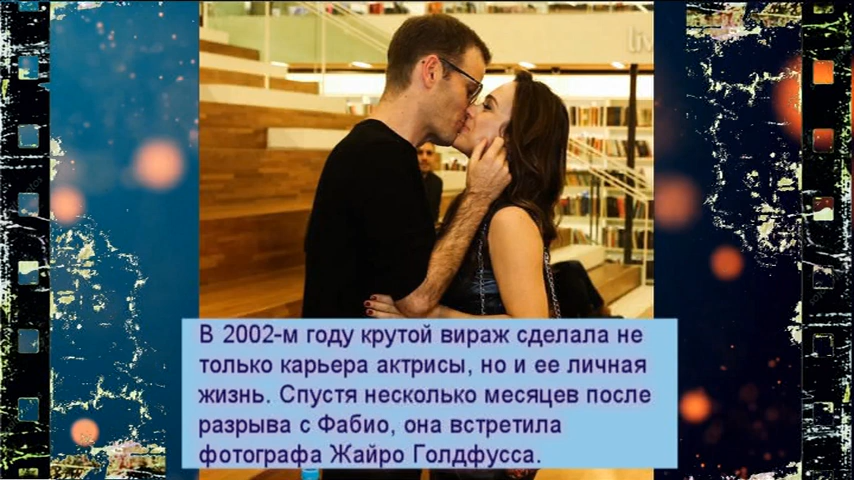 liv
В 2002-м году крутой вираж сделала не
только карьера актрисы, но и ее личная
жизнь. Спустя несколько месяцев после
разрыва с Фабио, она встретила
фотографа Жайро Голдфусса.